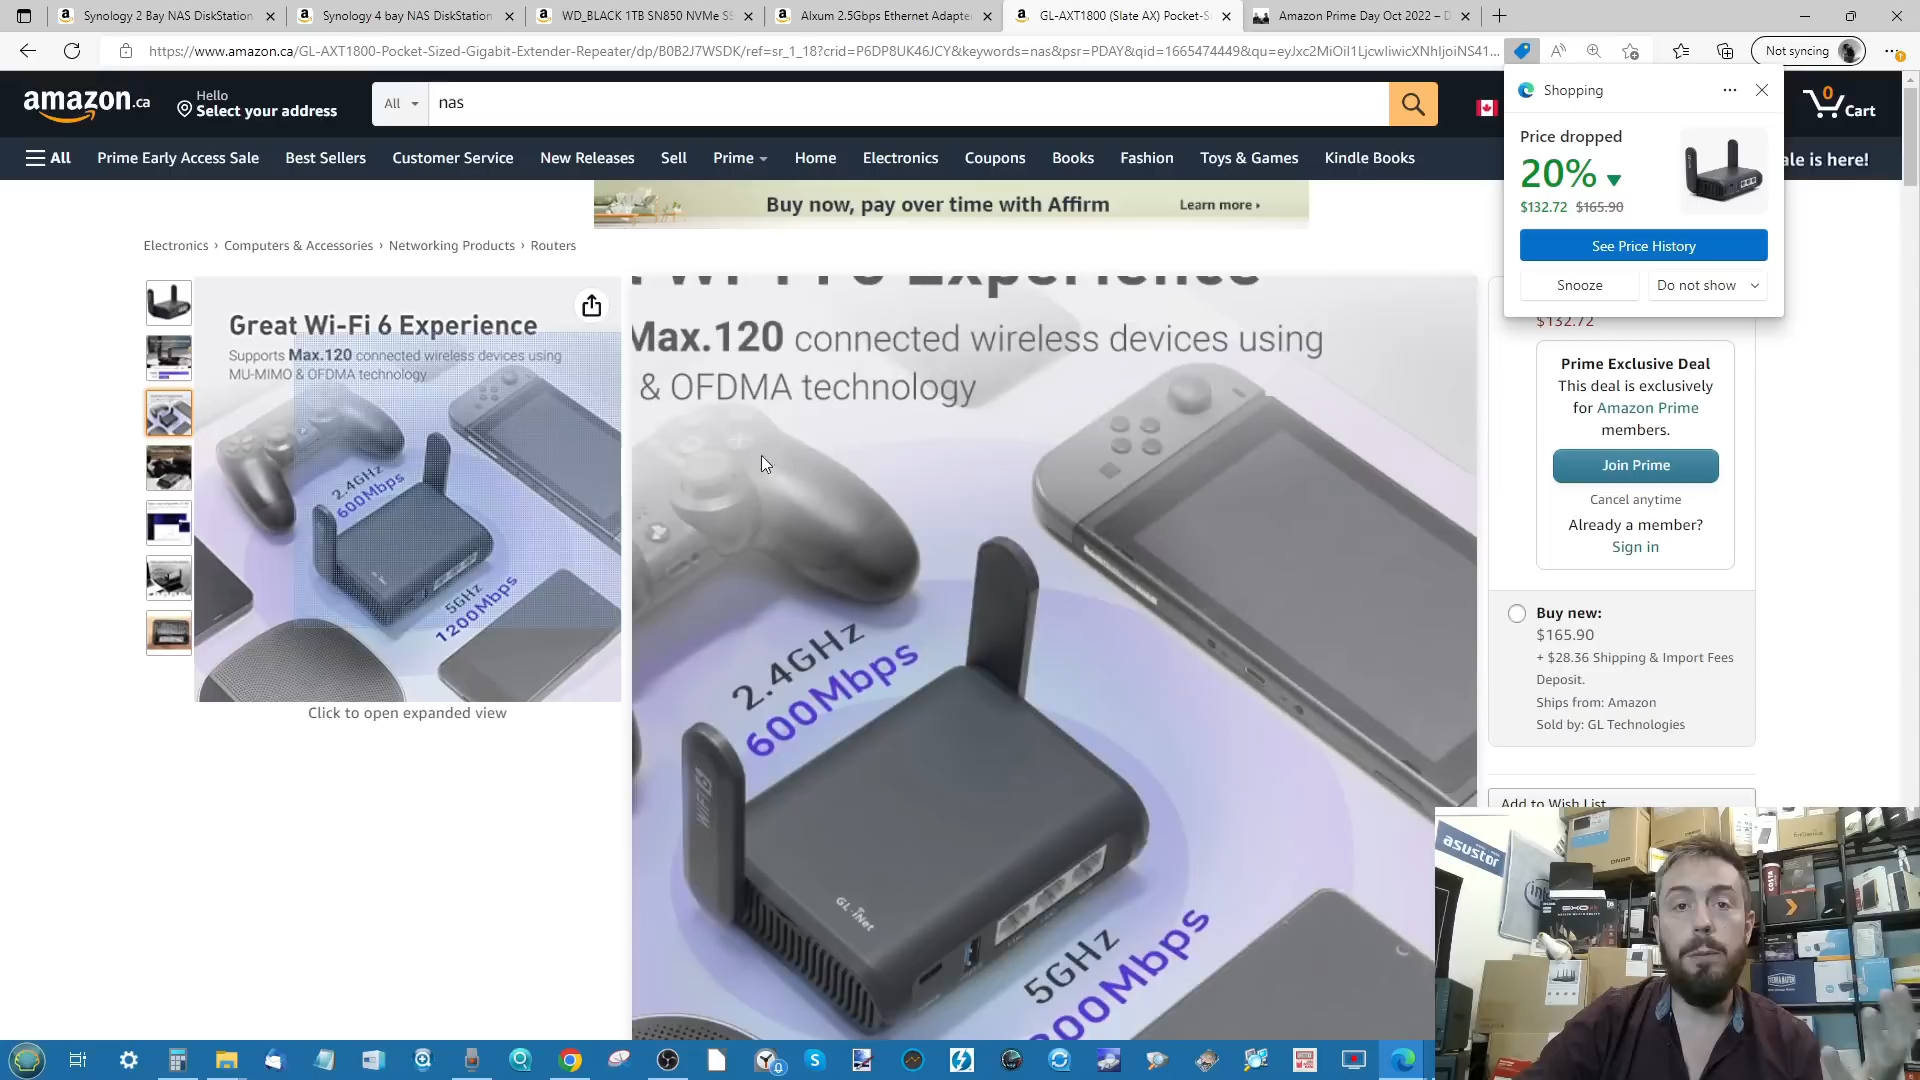 Synology 2 Bay NAS DiskStation
Synology 4 bay NAS DiskStation
WD_BLACK 1TB SN850 NVMe SS
Alxum 2.5Gbps Ethernet Adapte
GL-AXT1800 (Slate AX) Pocket-S
Amazon Prime Day Oct 2022 – D
https://www.amazon.ca/GL-AXT1800-Pocket-Sized-Gigabit-Extender-Repeater/dp/B0B2J7WSDK/ref=sr_1_18?crid=P6DP8UK46JCY&keywords=nas&psr=PDAY&qid=1665474449&qu=eyJxc2MiOiI1LjcwIiwicXNhIjoiNS41...
Not syncing
amazon.ca
Hello
Select your address
All
nas
0
Cart
All
Prime Early Access Sale
Best Sellers
Customer Service
New Releases
Sell
Prime
Home
Electronics
Coupons
Books
Fashion
Toys & Games
Kindle Books
ale is here!
Shopping
Price dropped
20%
$132.72 $165.90
See Price History
Snooze
Do not show
Buy now, pay over time with Affirm
Learn more ›
Electronics › Computers & Accessories › Networking Products › Routers
Great Wi-Fi 6 Experience
Supports Max.120 connected wireless devices using
MU-MIMO & OFDMA technology
2.4GHz
600Mbps
5GHz
1200Mbps
Click to open expanded view
Max.120 connected wireless devices using
& OFDMA technology
2.4GHz
600Mbps
WiFi 6
GL·iNet
5GHz
$132.72
Prime Exclusive Deal
This deal is exclusively
for Amazon Prime
members.
Join Prime
Cancel anytime
Already a member?
Sign in
Buy new:
$165.90
+ $28.36 Shipping & Import Fees
Deposit.
Ships from: Amazon
Sold by: GL Technologies
Add to Wish List
asustor
COSTA